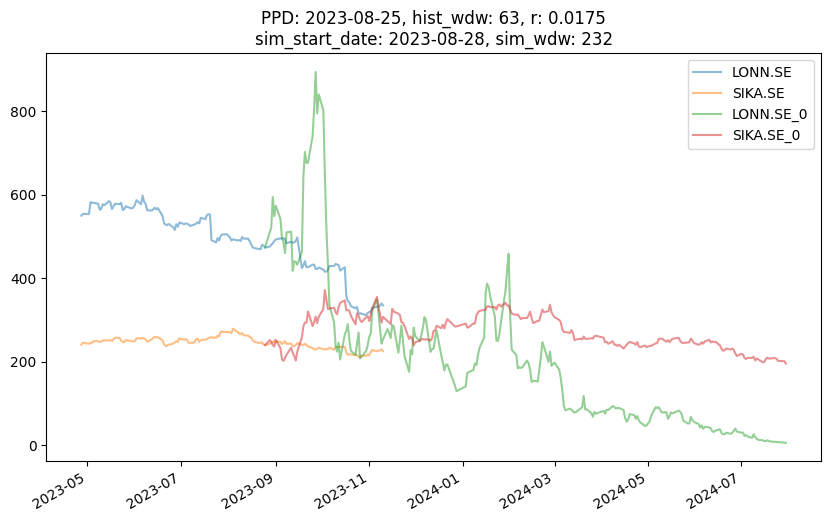 PPD: 2023-08-25, hist_wdw: 63, r: 0.0175
sim_start_date: 2023-08-28, sim_wdw: 232
LONN.SE
SIKA.SE
LONN.SE_0
SIKA.SE_0
800
600
400
200
0
2023-05
2023-07
2023-09
2023-11
2024-01
2024-03
2024-05
2024-07